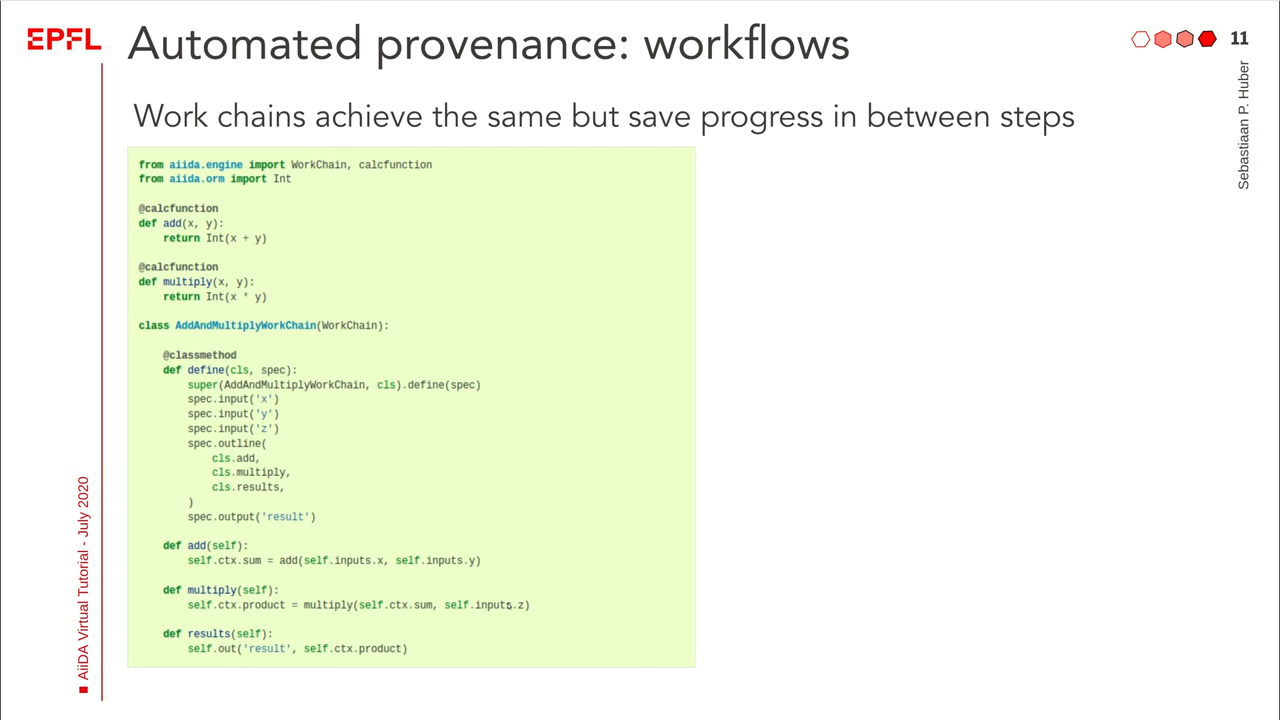 EPFL
Automated provenance: workflows
11
Sebastiaan P. Huber
Work chains achieve the same but save progress in between steps
from aiida.engine import WorkChain, calcfunction
from aiida.orm import Int

@calcfunction
def add(x, y):
    return Int(x + y)

@calcfunction
def multiply(x, y):
    return Int(x * y)

class AddAndMultiplyWorkChain(WorkChain):

    @classmethod
    def define(cls, spec):
        super(AddAndMultiplyWorkChain, cls).define(spec)
        spec.input('x')
        spec.input('y')
        spec.input('z')
        spec.outline(
            cls.add,
            cls.multiply,
            cls.results,
        )
        spec.output('result')

    def add(self):
        self.ctx.sum = add(self.inputs.x, self.inputs.y)

    def multiply(self):
        self.ctx.product = multiply(self.ctx.sum, self.inputs.z)

    def results(self):
        self.out('result', self.ctx.product)
AiiDA Virtual Tutorial - July 2020